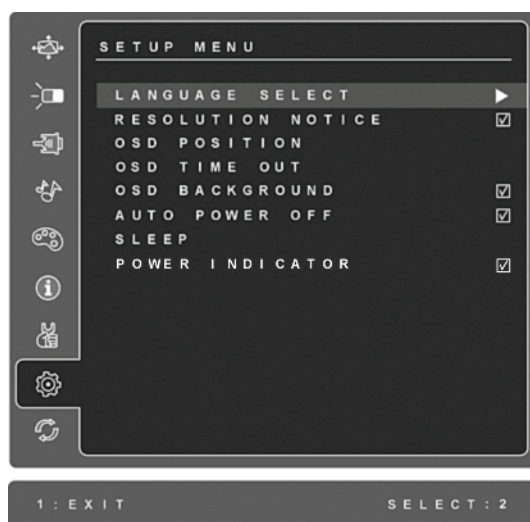 SETUP MENU
LANGUAGE SELECT
RESOLUTION NOTICE
OSD POSITION
OSD TIME OUT
OSD BACKGROUND
AUTO POWER OFF
SLEEP
POWER INDICATOR
1:EXIT SELECT:2